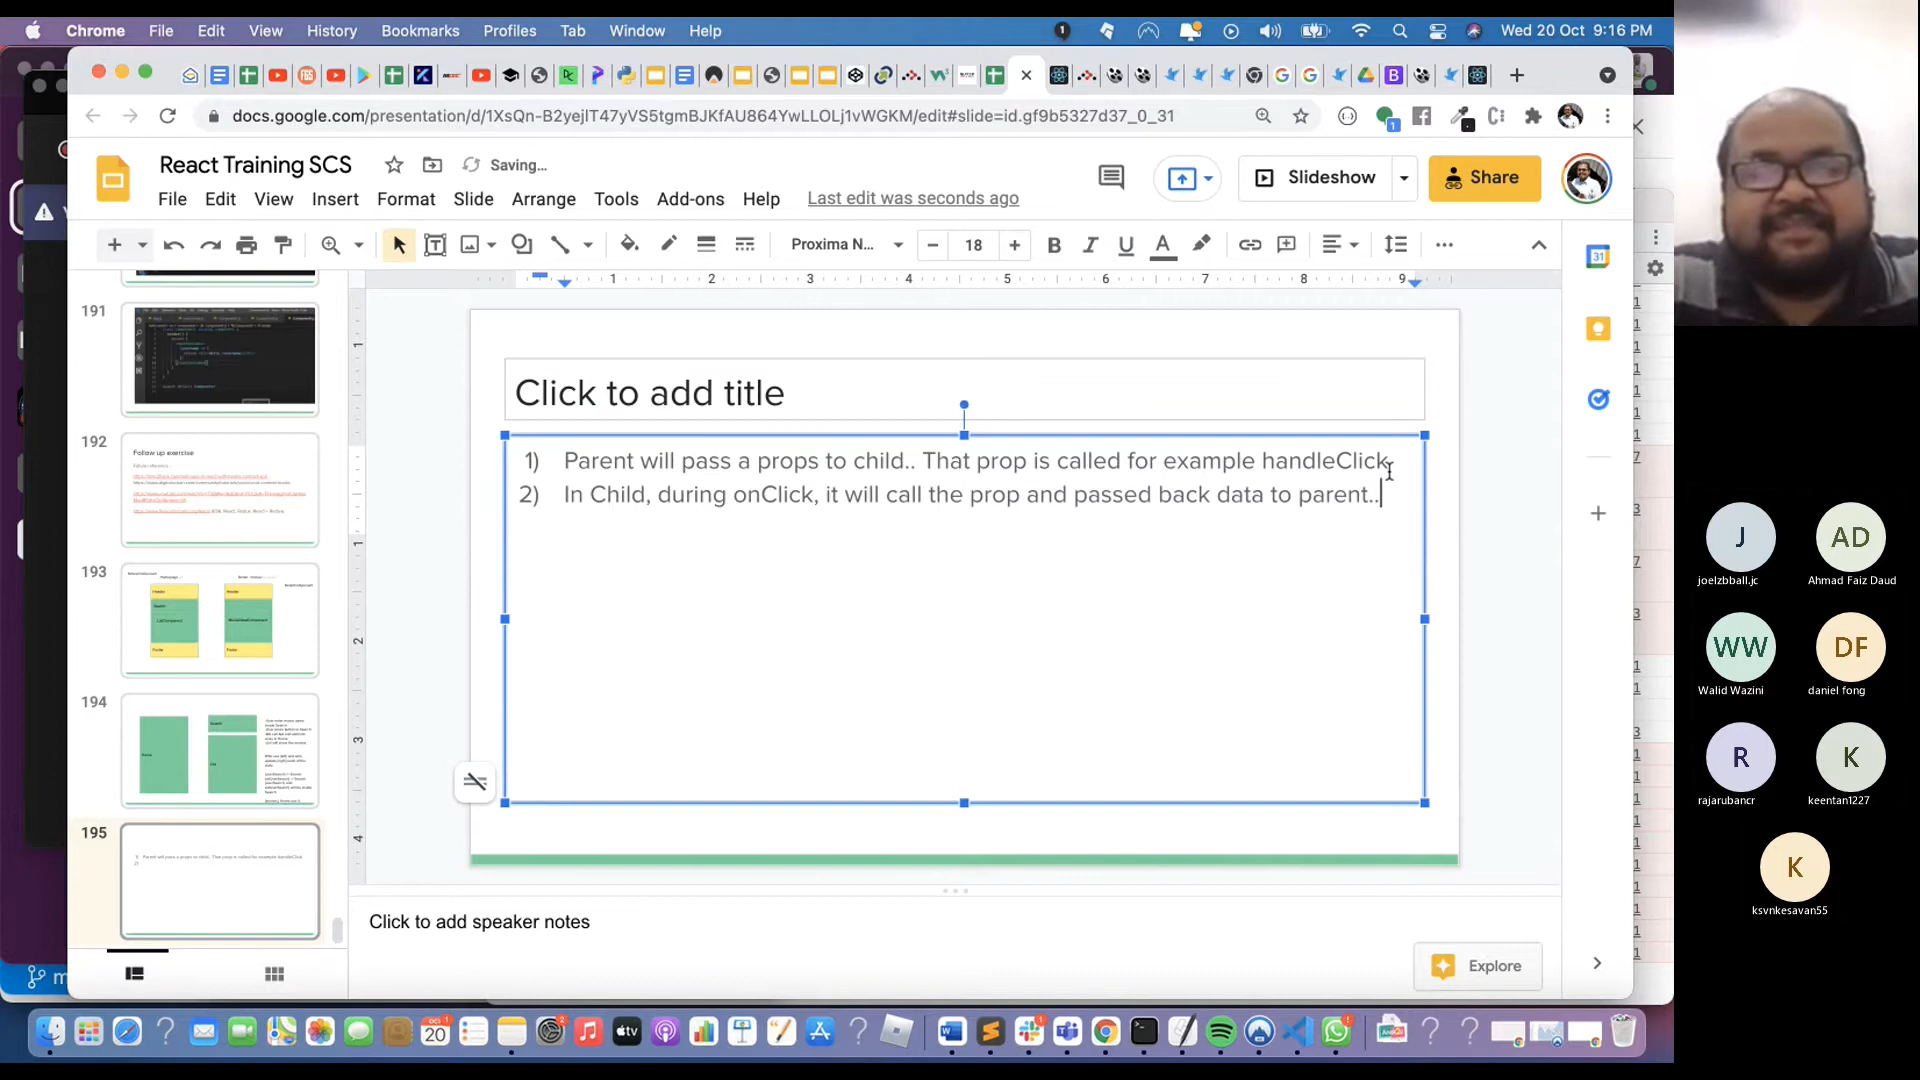 Chrome File Edit View History Bookmarks Profiles Tab Window Help
Wed 20 Oct 9:16 PM
docs.google.com/presentation/d/1XsQn-B2yejlT47yVS5tgmBJKfAU864YwLLOLj1vWGKM/edit#slide=id.gf9b5327d37_0_31
React Training SCS
Saving...
Slideshow
Share
File Edit View Insert Format Slide Arrange Tools Add-ons Help
Last edit was seconds ago
Proxima N...
18
191
192
Follow up exercise
193
194
195
Click to add title
1) Parent will pass a props to child.. That prop is called for example handleClick
2) In Child, during onClick, it will call the prop and passed back data to parent..
Click to add speaker notes
Explore
J
joelzbball.jc
AD
Ahmad Faiz Daud
WW
Walid Wazini
DF
daniel fong
R
rajarubancr
K
keentan1227
K
ksvnkesavan55